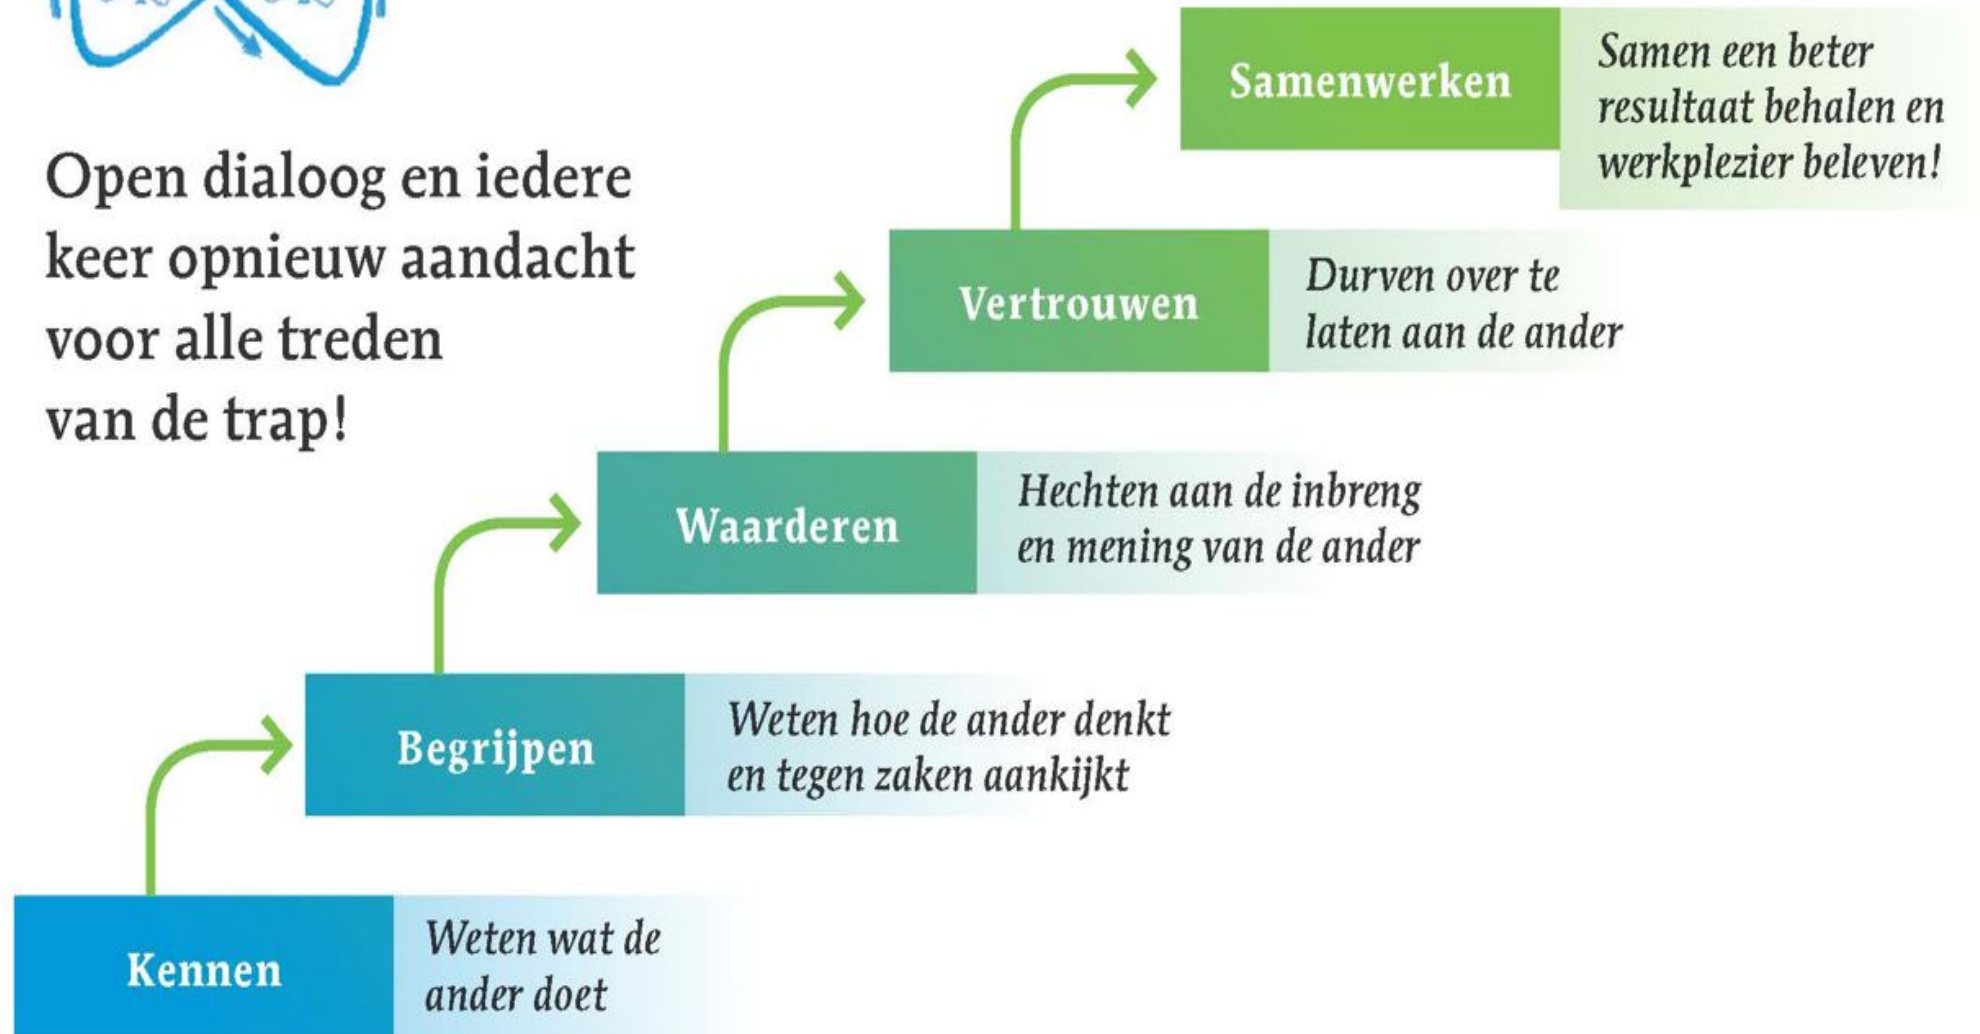 Open dialoog en iedere
keer opnieuw aandacht
voor alle treden
van de trap!
Samenwerken
Samen een beter
resultaat behalen en
werkplezier beleven!
Vertrouwen
Durven over te
laten aan de ander
Waarderen
Hechten aan de inbreng
en mening van de ander
Begrijpen
Weten hoe de ander denkt
en tegen zaken aankijkt
Kennen
Weten wat de
ander doet